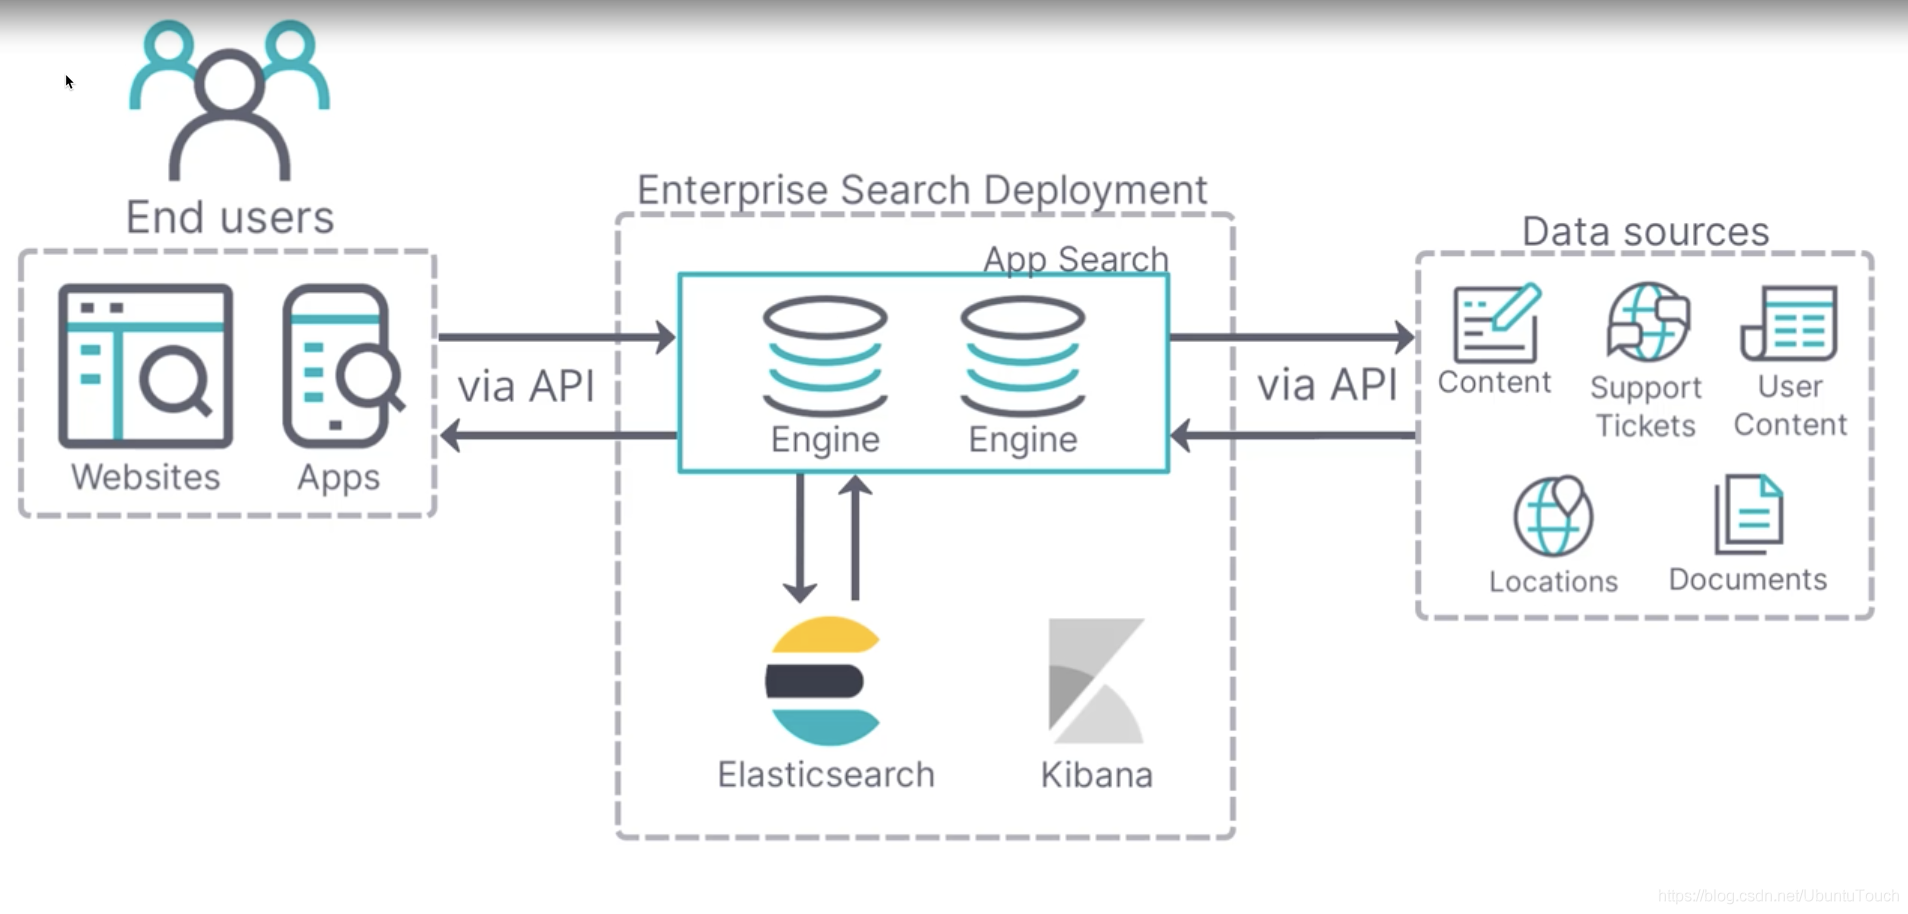 End users
Websites
Apps
via API
Enterprise Search Deployment
App Search
Engine
Engine
Elasticsearch
Kibana
via API
Data sources
Content
Support
Tickets
User
Content
Locations
Documents
https://blog.csdn.net/UbuntuTouch